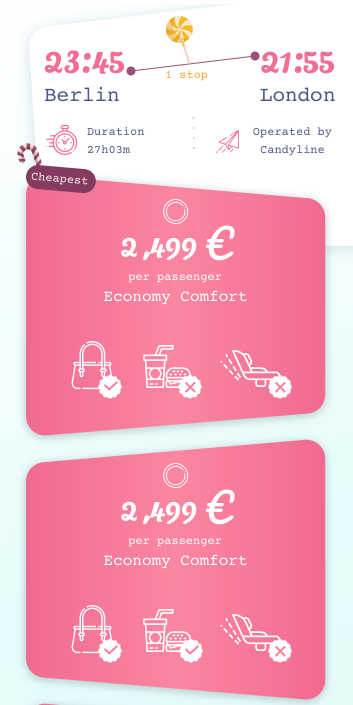 23:45 21:55
1 stop
Berlin London
Duration Operated by
27h03m Candyline
Cheapest
2,499 €
per passenger
Economy Comfort
2,499 €
per passenger
Economy Comfort